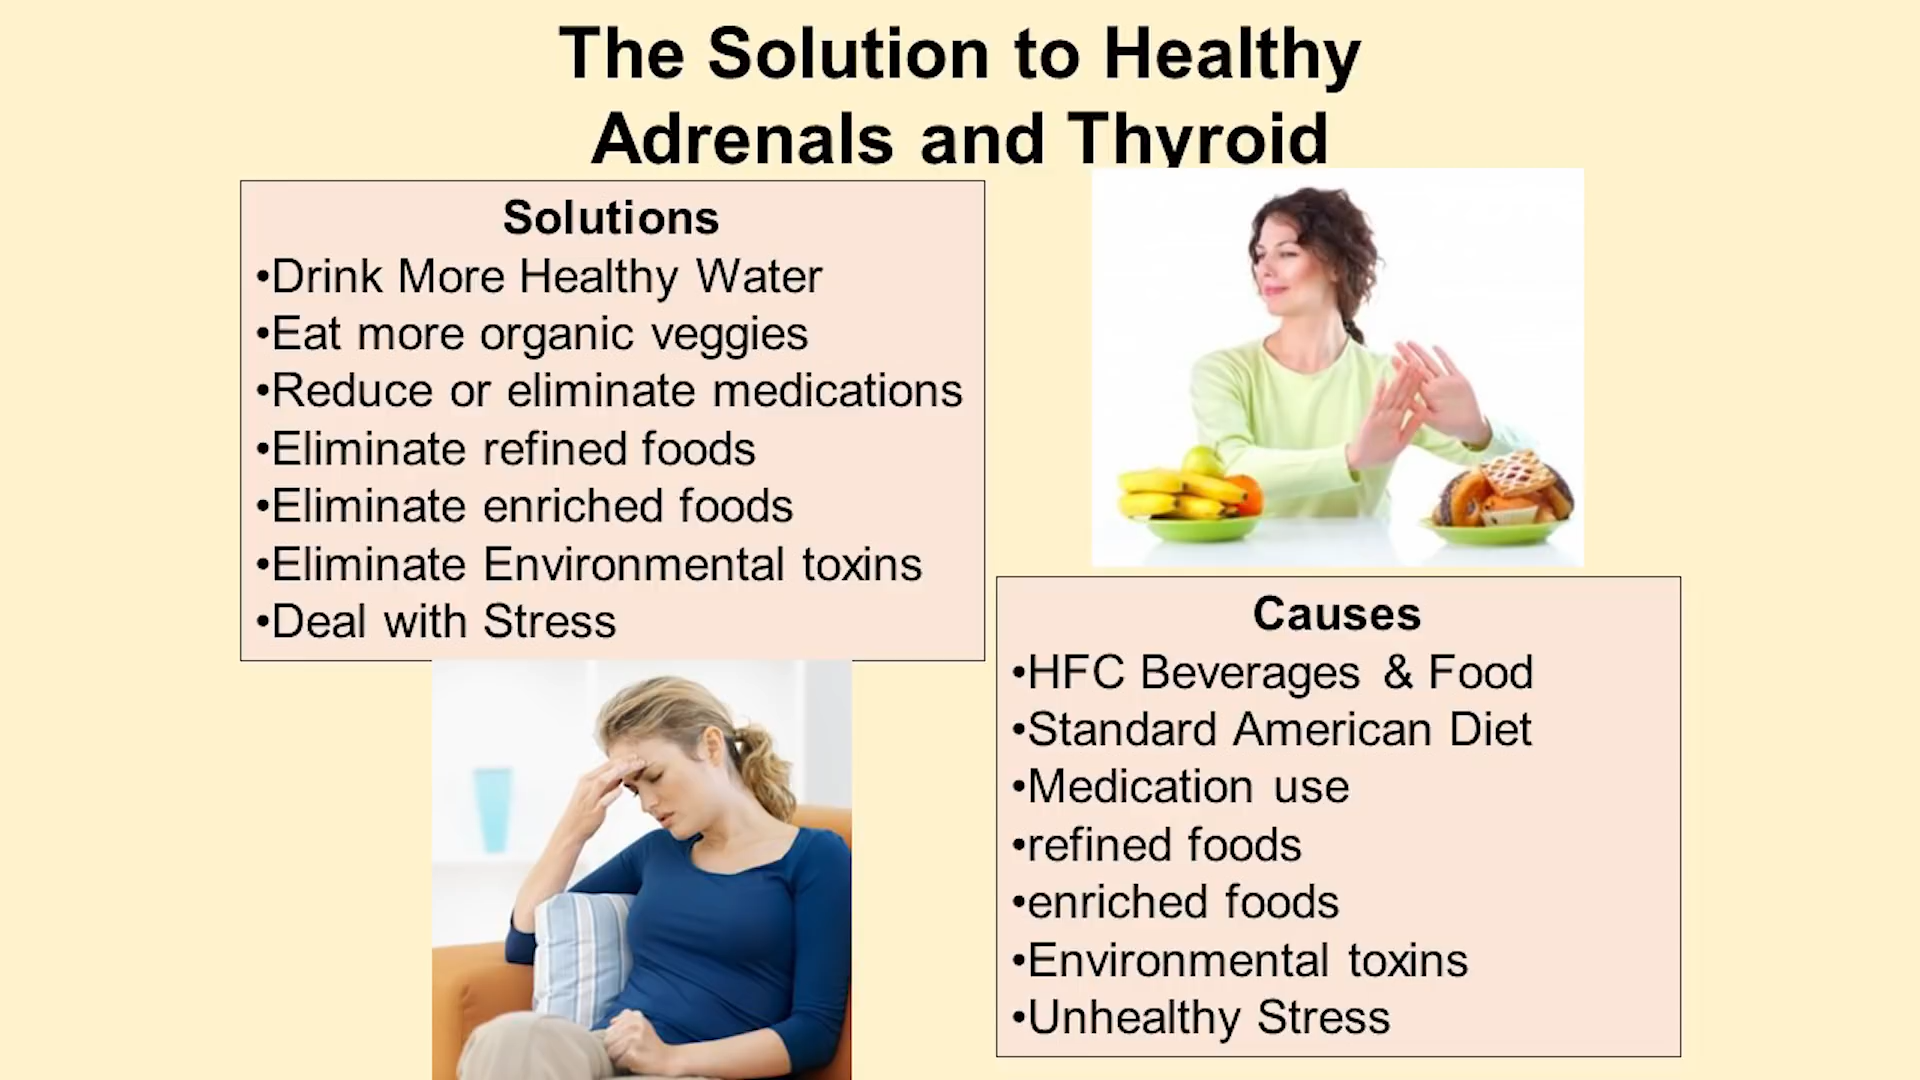 The Solution to Healthy
Adrenals and Thyroid
Solutions
•Drink More Healthy Water
•Eat more organic veggies
•Reduce or eliminate medications
•Eliminate refined foods
•Eliminate enriched foods
•Eliminate Environmental toxins
•Deal with Stress
Causes
•HFC Beverages & Food
•Standard American Diet
•Medication use
•refined foods
•enriched foods
•Environmental toxins
•Unhealthy Stress